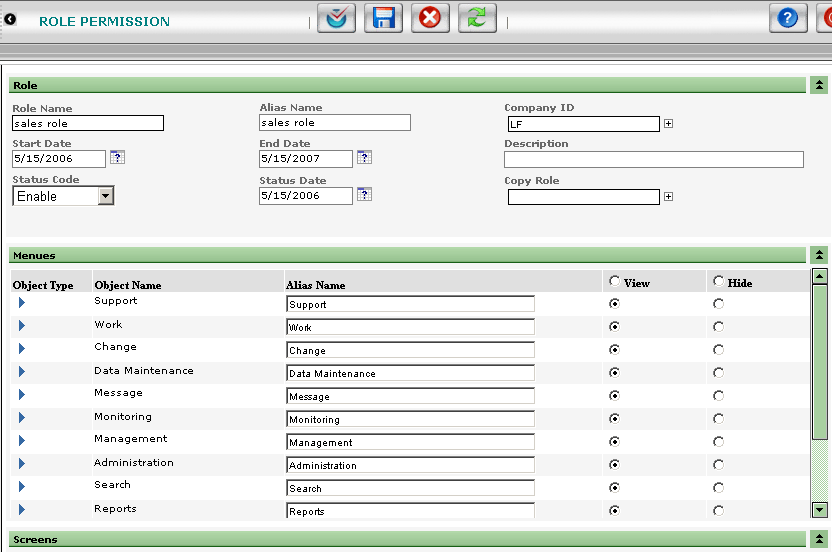 ROLE PERMISSION
Role
Role Name Alias Name Company ID
sales role sales role LF
Start Date End Date Description
5/15/2006 5/15/2007
Status Code Status Date Copy Role
Enable 5/15/2006
Menues
Object Type Object Name Alias Name View Hide
Support Support
Work Work
Change Change
Data Maintenance Data Maintenance
Message Message
Monitoring Monitoring
Management Management
Administration Administration
Search Search
Reports Reports
Screens